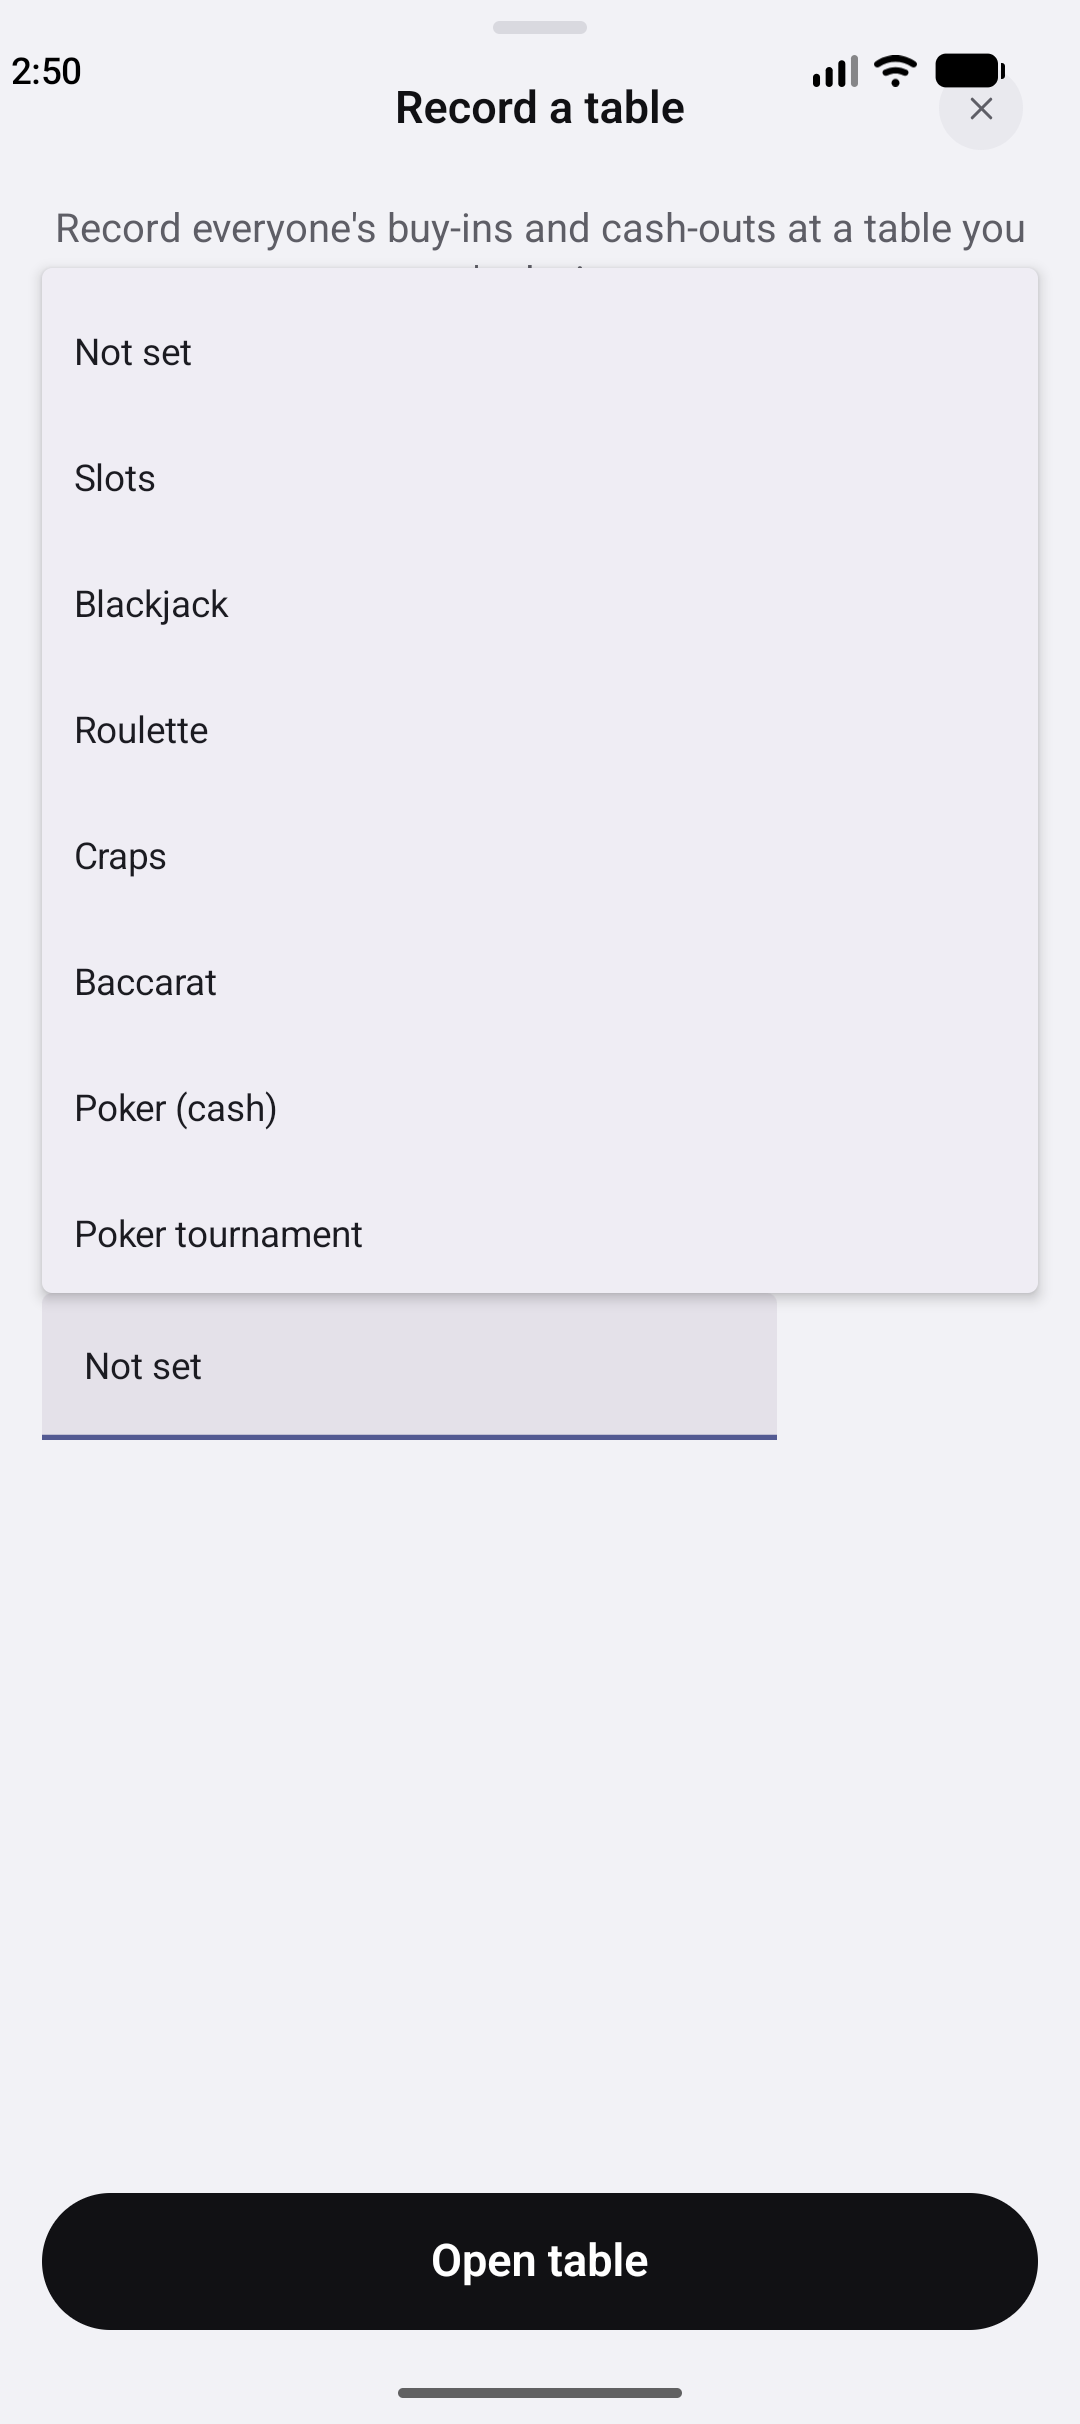 2:50
Record a table
Record everyone's buy-ins and cash-outs at a table you
Not set
Slots
Blackjack
Roulette
Craps
Baccarat
Poker (cash)
Poker tournament
Not set
Open table